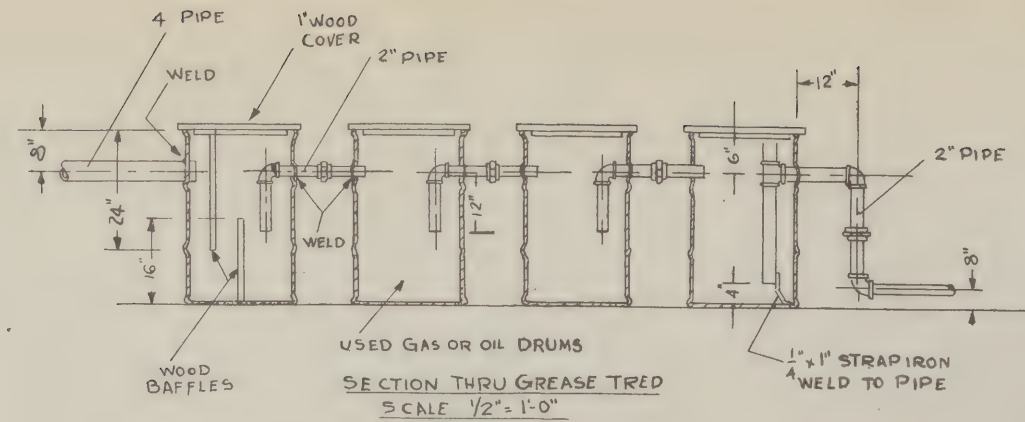 4 PIPE
1" WOOD
COVER
2" PIPE
WELD
12"
8"
6"
2" PIPE
24"
12"
16"
WELD
4"
8"
WOOD
BAFFLES
USED GAS OR OIL DRUMS
1/4" x 1" STRAP IRON
WELD TO PIPE
SECTION THRU GREASE TRED
SCALE 1/2" = 1'-0"